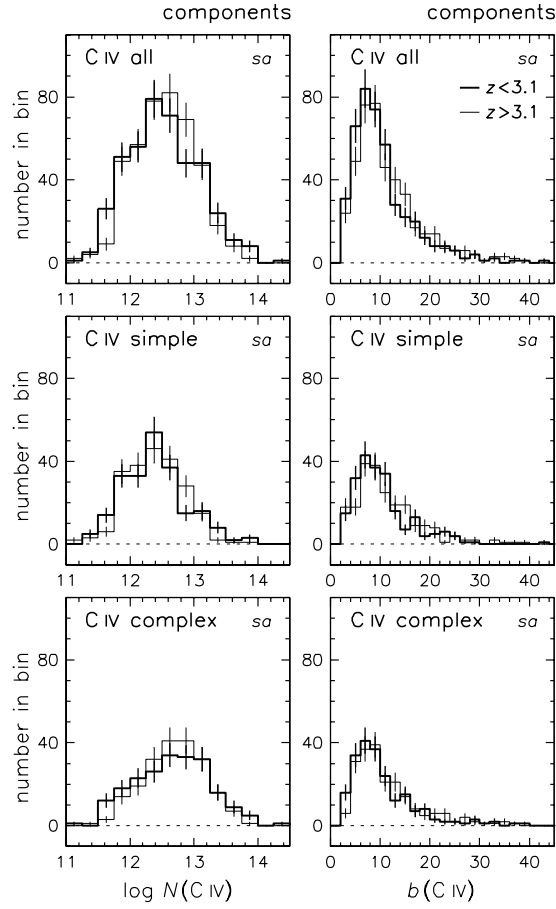 components components
C IV all sa
C IV all sa
z<3.1
z>3.1
number in bin
80
40
0
11 12 13 14
0 10 20 30 40
C IV simple sa
C IV simple sa
number in bin
80
40
0
11 12 13 14
0 10 20 30 40
C IV complex sa
C IV complex sa
number in bin
80
40
0
11 12 13 14
0 10 20 30 40
log N(C IV)
b(C IV)